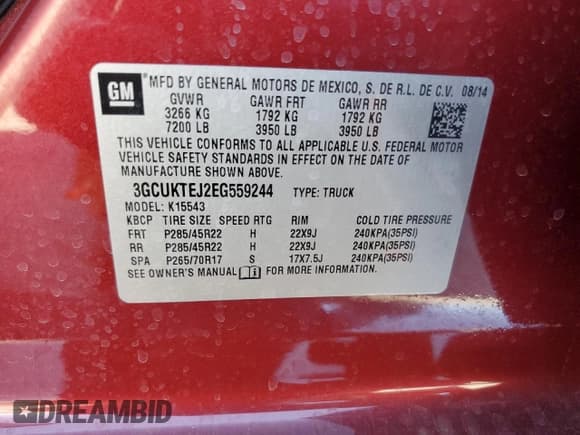 GM
MFD BY GENERAL MOTORS DE MEXICO, S. DE R.L. DE C.V. 08/14
GVWR GAWR FRT GAWR RR
3266 KG 1792 KG 1792 KG
7200 LB 3950 LB 3950 LB
THIS VEHICLE CONFORMS TO ALL APPLICABLE U.S. FEDERAL MOTOR
VEHICLE SAFETY STANDARDS IN EFFECT ON THE DATE OF
MANUFACTURE SHOWN ABOVE.
3GCUKTEJ2EG559244 TYPE: TRUCK
MODEL: K15543
KBCP TIRE SIZE SPEED RTG RIM COLD TIRE PRESSURE
FRT P285/45R22 H 22X9J 240KPA(35PSI)
RR P285/45R22 H 22X9J 240KPA(35PSI)
SPA P265/70R17 S 17X7.5J 240KPA(35PSI)
SEE OWNER'S MANUAL FOR MORE INFORMATION.
DREAMBID